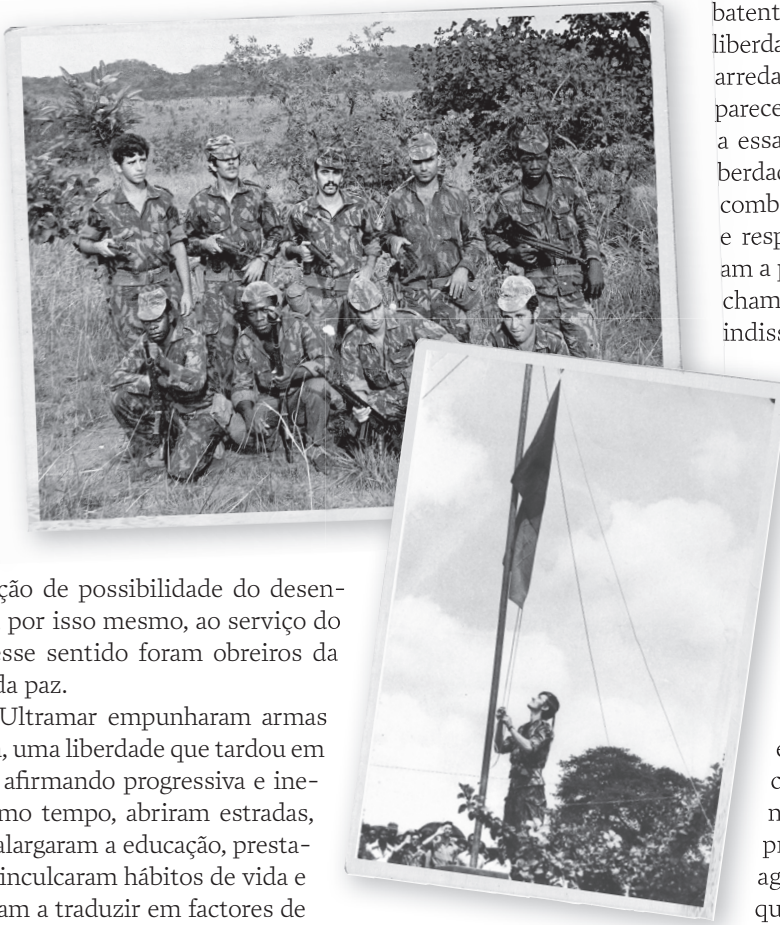 ção de possibilidade do desen-
por isso mesmo, ao serviço do
esse sentido foram obreiros da
da paz.
Ultramar empunharam armas
, uma liberdade que tardou em
afirmando progressiva e ine-
mo tempo, abriram estradas,
alargaram a educação, presta-
inculcaram hábitos de vida e
am a traduzir em factores de
batent
liberda
arreda
parece
a essa
berdad
comb
e resp
am a p
cham
indiss
e
c
n
pr
ag
qu